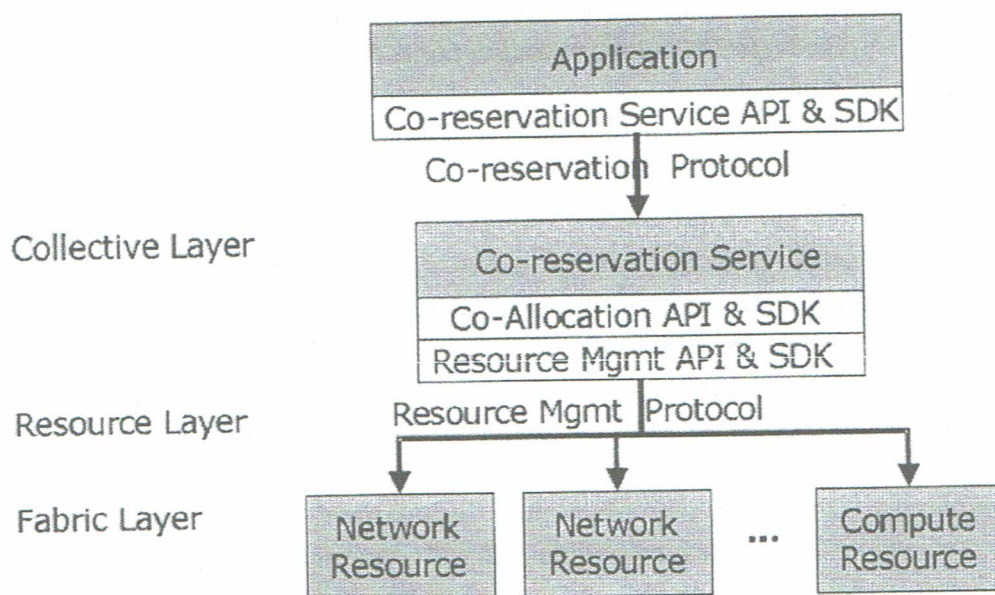 Application
Co-reservation Service API & SDK
Co-reservation Protocol
Collective Layer
Co-reservation Service
Co-Allocation API & SDK
Resource Mgmt API & SDK
Resource Layer
Resource Mgmt Protocol
Fabric Layer
Network
Resource
Network
Resource
...
Compute
Resource